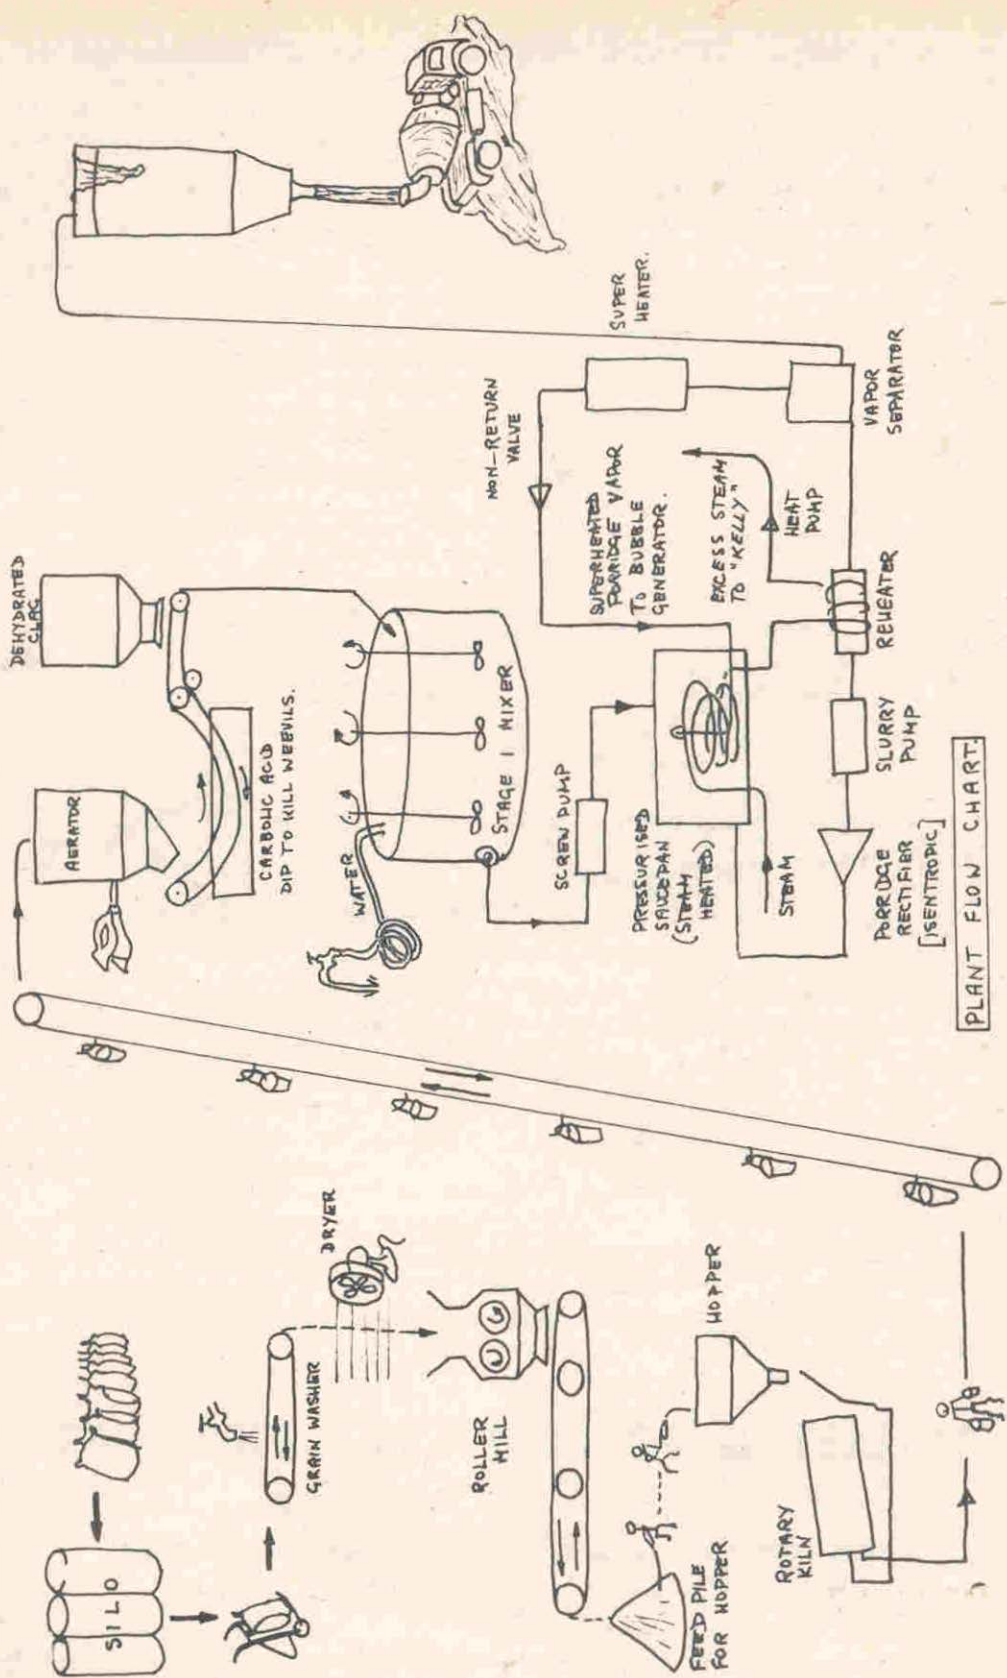 SILO
GRAIN WASHER
DRYER
ROLLER
MILL
FEED PILE
FOR HOPPER
HOPPER
ROTARY
KILN
AERATOR
DEHYDRATED
CLAG
CARBOLIC ACID
DIP TO KILL WEEVILS.
WATER
STAGE 1 MIXER
SCREW PUMP
PRESSURISED
SAUCEPAN
(STEAM
HEATED)
STEAM
NON-RETURN
VALVE
SUPERHEATED
PORRIDGE VAPOR
TO BUBBLE
GENERATOR.
SUPER
HEATER.
EXCESS STEAM
TO "KELLY"
HEAT
PUMP
PORRIDGE
RECTIFIER
[ISENTROPIC]
SLURRY
PUMP
REHEATER
VAPOR
SEPARATOR
PLANT FLOW CHART.